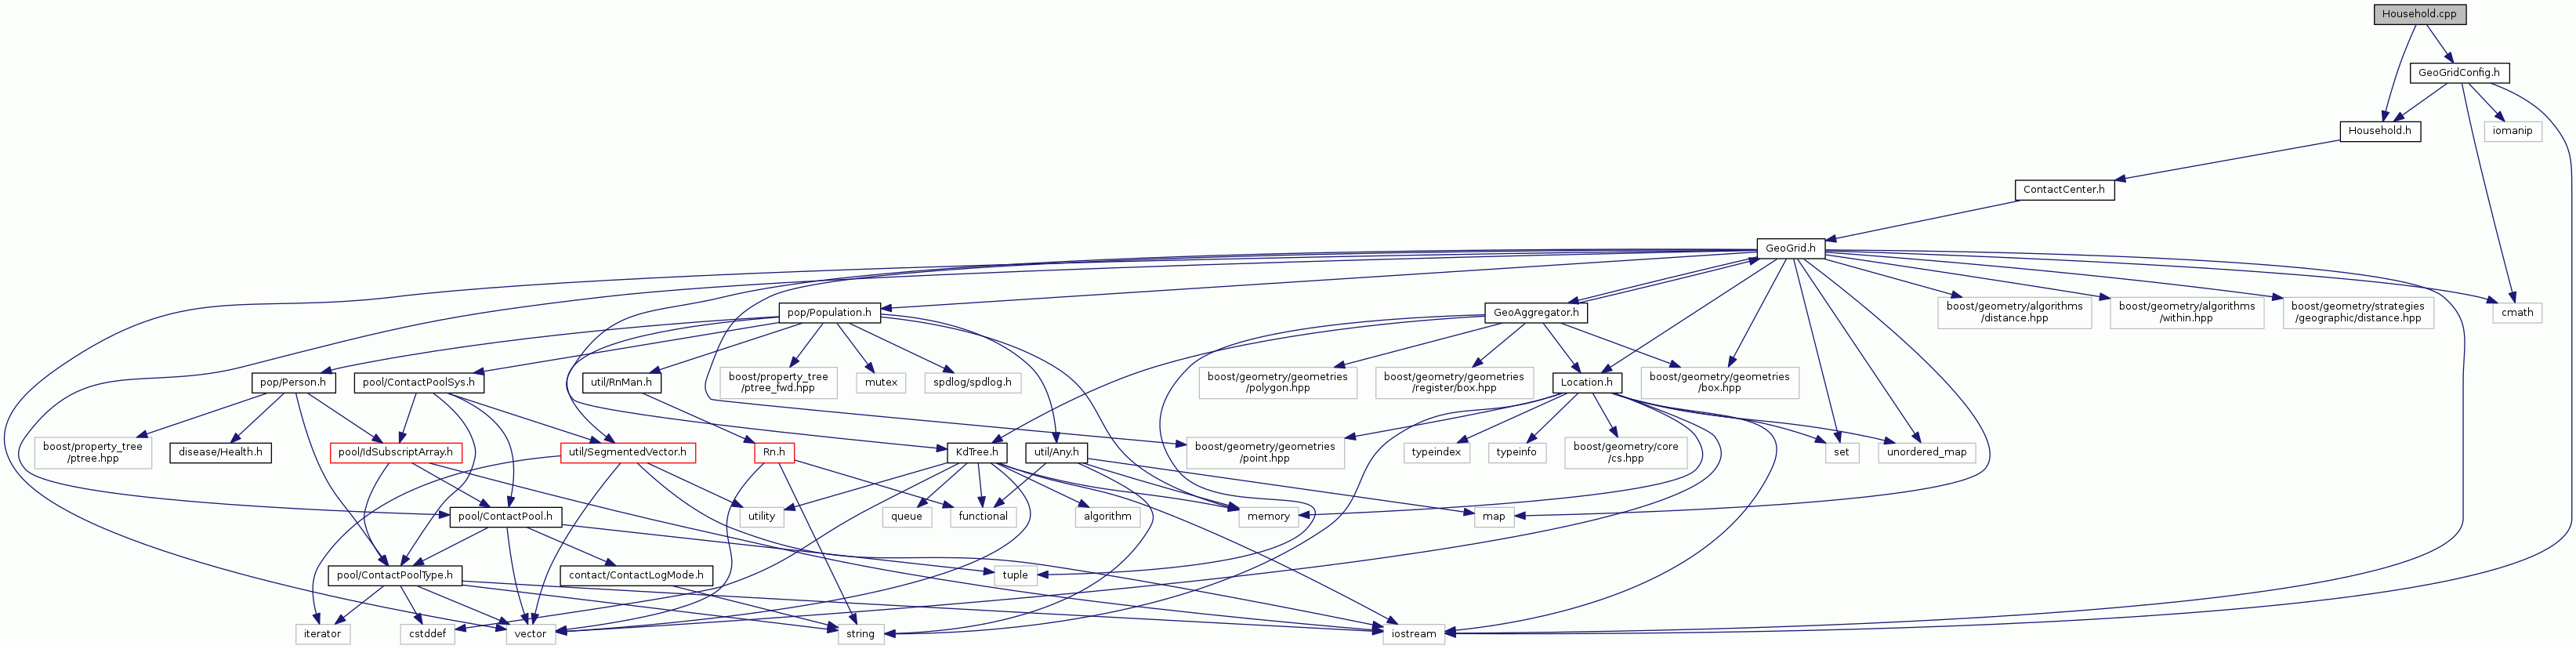 Household.cpp
GeoGridConfig.h
Household.h
iomanip
ContactCenter.h
GeoGrid.h
pop/Population.h
GeoAggregator.h
boost/geometry/algorithms
/distance.hpp
boost/geometry/algorithms
/within.hpp
boost/geometry/strategies
/geographic/distance.hpp
cmath
pop/Person.h
pool/ContactPoolSys.h
util/RnMan.h
boost/property_tree
/ptree_fwd.hpp
mutex
spdlog/spdlog.h
boost/geometry/geometries
/polygon.hpp
boost/geometry/geometries
/register/box.hpp
Location.h
boost/geometry/geometries
/box.hpp
boost/property_tree
/ptree.hpp
disease/Health.h
pool/IdSubscriptArray.h
util/SegmentedVector.h
Rn.h
KdTree.h
util/Any.h
boost/geometry/geometries
/point.hpp
typeindex
typeinfo
boost/geometry/core
/cs.hpp
set
unordered_map
pool/ContactPool.h
utility
queue
functional
algorithm
memory
map
pool/ContactPoolType.h
contact/ContactLogMode.h
tuple
iterator
cstddef
vector
string
iostream